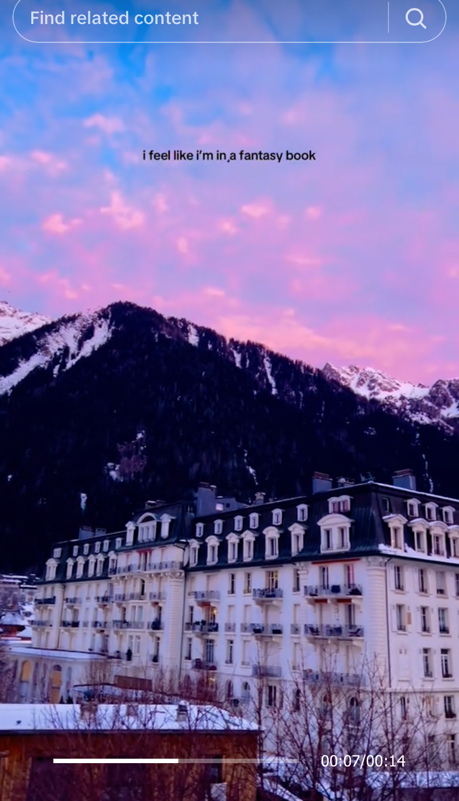 Find related content
i feel like i'm in a fantasy book
00:07/00:14